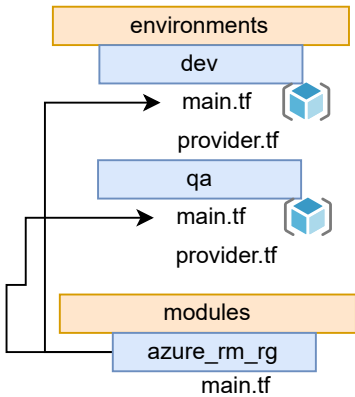 environments
dev
main.tf
provider.tf
qa
main.tf
provider.tf
modules
azure_rm_rg
main.tf